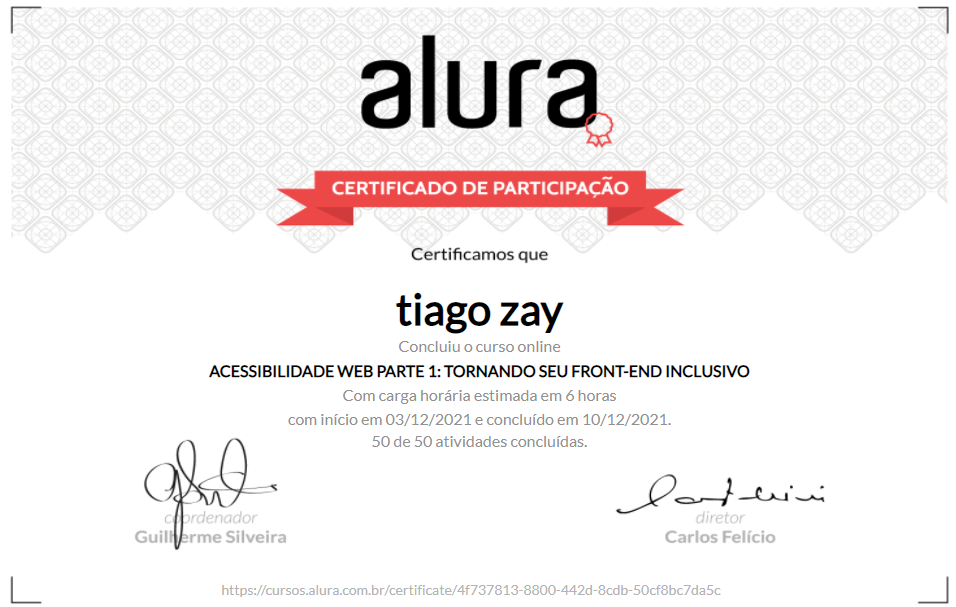 alura
CERTIFICADO DE PARTICIPAÇÃO
Certificamos que
tiago zay
Concluiu o curso online
ACESSIBILIDADE WEB PARTE 1: TORNANDO SEU FRONT-END INCLUSIVO
Com carga horária estimada em 6 horas
com início em 03/12/2021 e concluído em 10/12/2021.
50 de 50 atividades concluídas.
coordenador
Guilherme Silveira
diretor
Carlos Felício
https://cursos.alura.com.br/certificate/4f737813-8800-442d-8cdb-50cf8bc7da5c